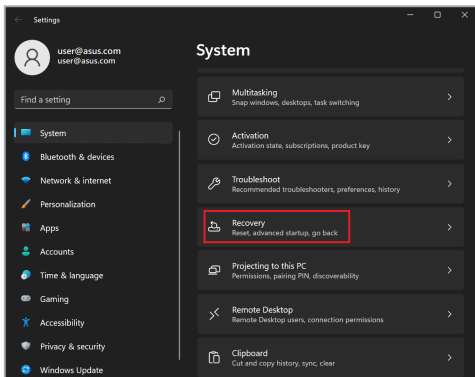 Settings
user@asus.com
user@asus.com
Find a setting
System
Bluetooth & devices
Network & internet
Personalization
Apps
Accounts
Time & language
Gaming
Accessibility
Privacy & security
Windows Update
System
Multitasking
Snap windows, desktops, task switching
Activation
Activation state, subscriptions, product key
Troubleshoot
Recommended troubleshooters, preferences, history
Recovery
Reset, advanced startup, go back
Projecting to this PC
Permissions, pairing PIN, discoverability
Remote Desktop
Remote Desktop users, connection permissions
Clipboard
Cut and copy history, sync, clear